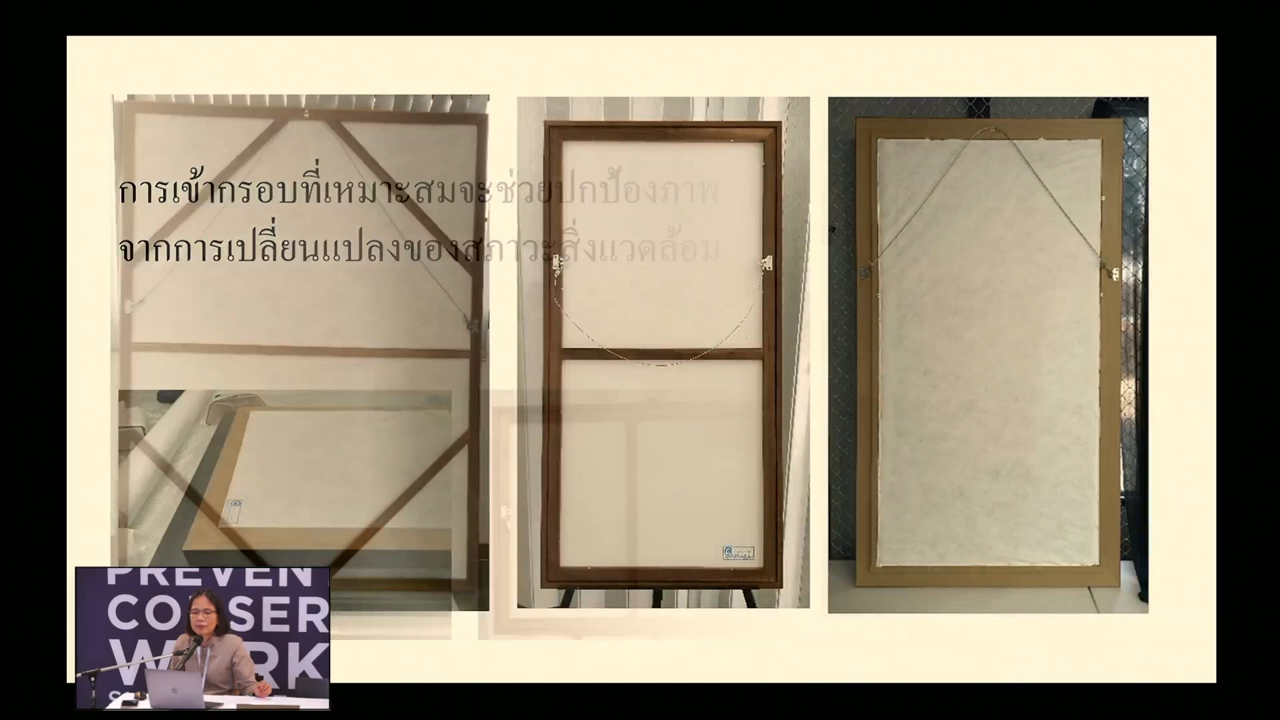 การเข้ากรอบที่เหมาะสมจะช่วยปกป้องภาพ
จากการเปลี่ยนแปลงของสภาวะสิ่งแวดล้อม
PREVEN
CO SER
W RK